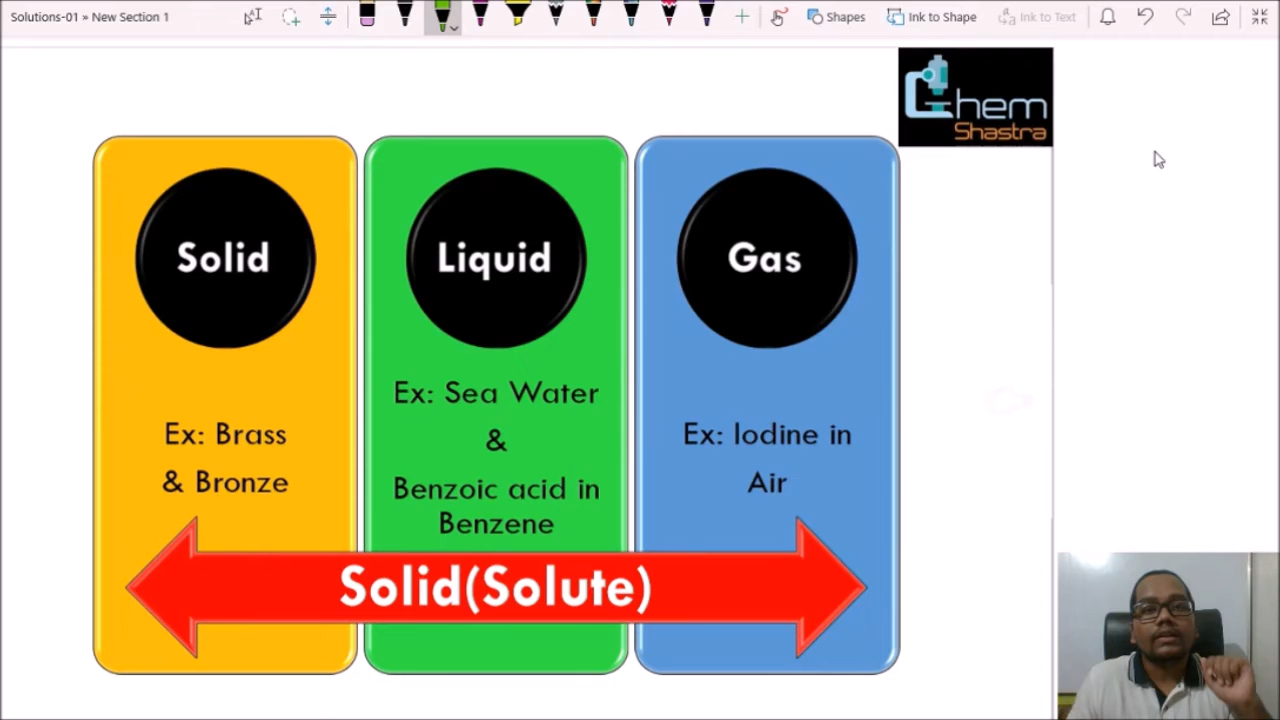 Solutions-01 » New Section 1
Shapes
Ink to Shape
Ink to Text
Chem
Shastra
Solid
Liquid
Gas
Ex: Brass
& Bronze
Ex: Sea Water
&
Benzoic acid in
Benzene
Ex: Iodine in
Air
Solid(Solute)